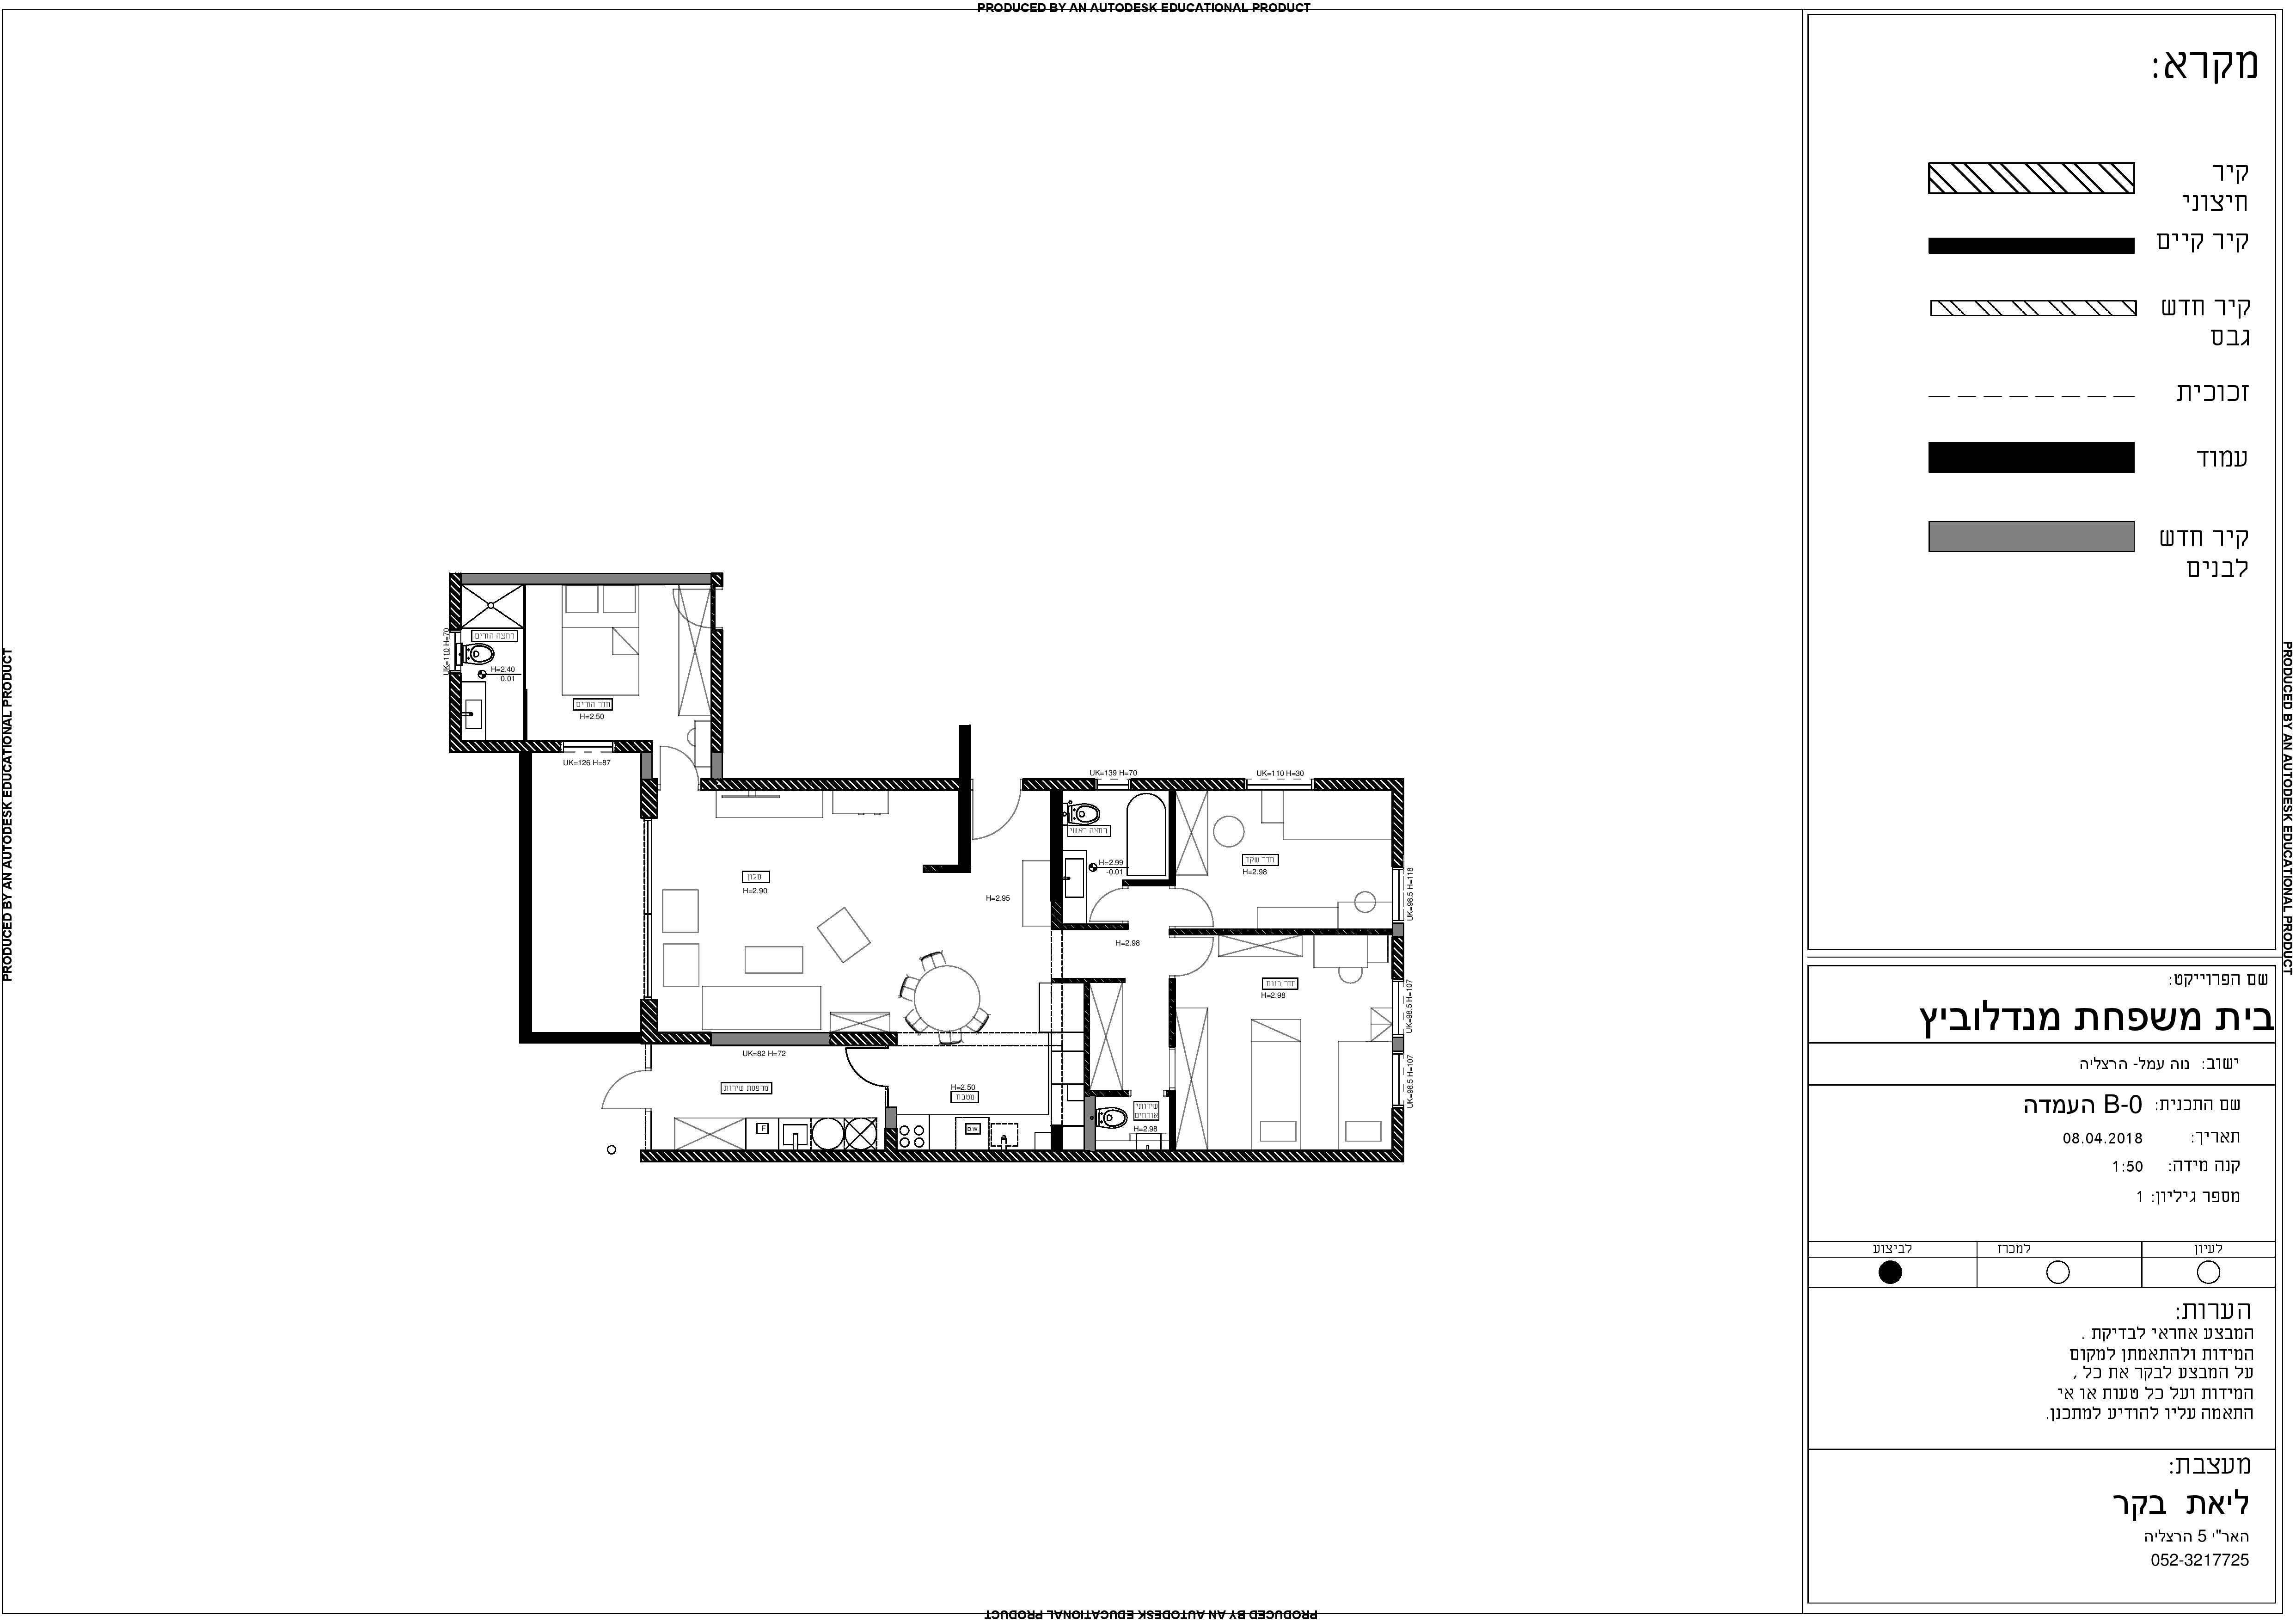 PRODUCED BY AN AUTODESK EDUCATIONAL PRODUCT
PRODUCED BY AN AUTODESK EDUCATIONAL PRODUCT
PRODUCED BY AN AUTODESK EDUCATIONAL PRODUCT
PRODUCED BY AN AUTODESK EDUCATIONAL PRODUCT
מקרא:
קיר
חיצוני
קיר קיים
קיר חדש
גבס
זכוכית
עמוד
קיר חדש
לבנים
רחצה הורים
UK=110 H=70
H=2.40
-0.01
חדר הורים
H=2.50
UK=126 H=87
UK=139 H=70
UK=110 H=30
רחצה ראשי
H=2.99
-0.01
חדר שקד
H=2.98
UK=98.5 H=118
סלון
H=2.90
H=2.95
H=2.98
חדר בנות
H=2.98
UK=98.5 H=107
UK=82 H=72
מרפסת שירות
H=2.50
מטבח
UK=98.5 H=107
שירותי
אורחים
H=2.98
F
D.W
שם הפרוייקט:
בית משפחת מנדלוביץ
ישוב: נוה עמל- הרצליה
שם התכנית: B-0 העמדה
תאריך: 08.04.2018
קנה מידה: 1:50
מספר גיליון: 1
לעיון למכרז לביצוע
הערות:
המבצע אחראי לבדיקת .
המידות ולהתאמתן למקום
על המבצע לבקר את כל ,
המידות ועל כל טעות או אי
התאמה עליו להודיע למתכנן.
מעצבת:
ליאת בקר
האר"י 5 הרצליה
052-3217725